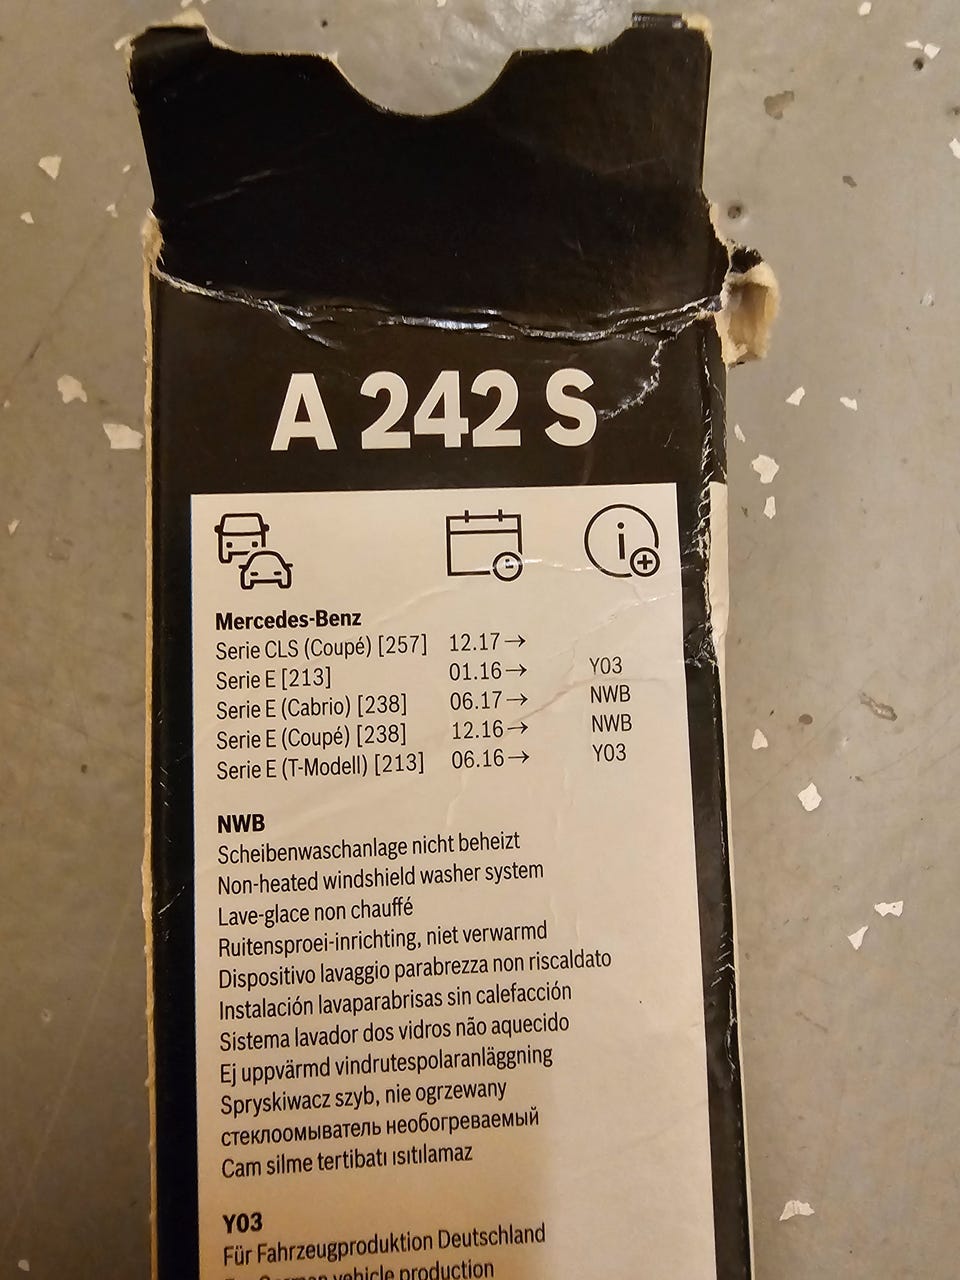 A 242 S
Mercedes-Benz
Serie CLS (Coupé) [257] 12.17→
Serie E [213] 01.16→ Y03
Serie E (Cabrio) [238] 06.17→ NWB
Serie E (Coupé) [238] 12.16→ NWB
Serie E (T-Modell) [213] 06.16→ Y03
NWB
Scheibenwaschanlage nicht beheizt
Non-heated windshield washer system
Lave-glace non chauffé
Ruitensproei-inrichting, niet verwarmd
Dispositivo lavaggio parabrezza non riscaldato
Instalación lavaparabrisas sin calefacción
Sistema lavador dos vidros não aquecido
Ej uppvärmd vindrutespolaranläggning
Spryskiwacz szyb, nie ogrzewany
стеклоомыватель необогреваемый
Cam silme tertibatı ısıtılamaz
Y03
Für Fahrzeugproduktion Deutschland
For German vehicle production